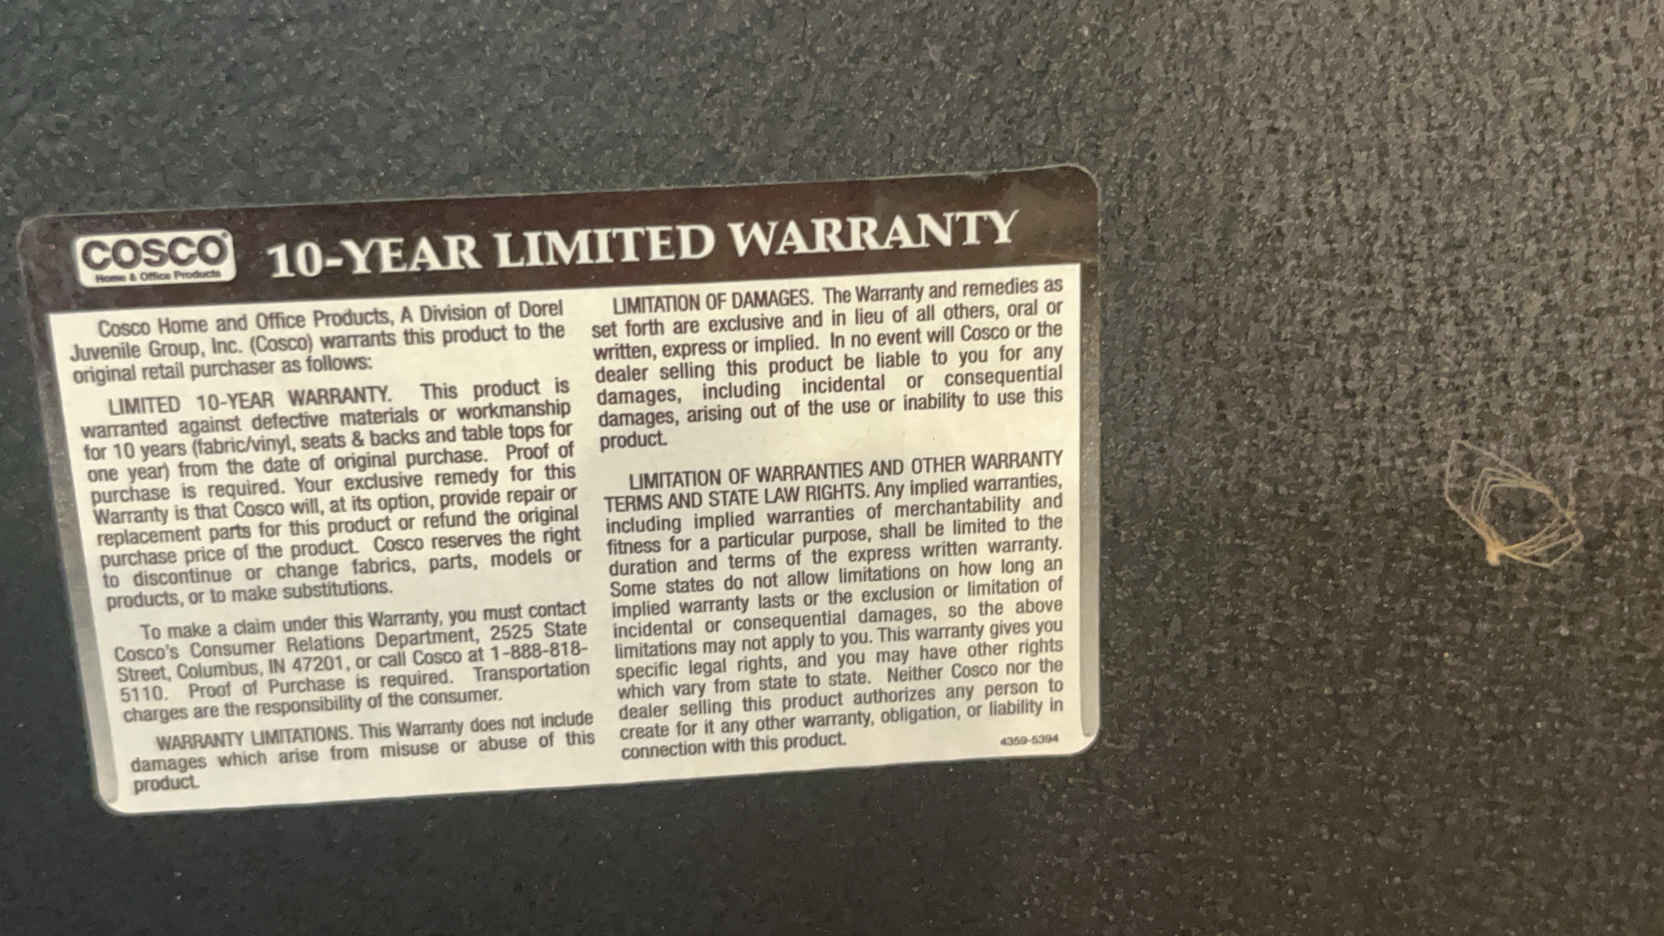 COSCO
Home & Office Products
10-YEAR LIMITED WARRANTY
Cosco Home and Office Products, A Division of Dorel
Juvenile Group, Inc. (Cosco) warrants this product to the
original retail purchaser as follows:
LIMITED 10-YEAR WARRANTY. This product is
warranted against defective materials or workmanship
for 10 years (fabric/vinyl, seats & backs and table tops for
one year) from the date of original purchase. Proof of
purchase is required. Your exclusive remedy for this
Warranty is that Cosco will, at its option, provide repair or
replacement parts for this product or refund the original
purchase price of the product. Cosco reserves the right
to discontinue or change fabrics, parts, models or
products, or to make substitutions.
To make a claim under this Warranty, you must contact
Cosco's Consumer Relations Department, 2525 State
Street, Columbus, IN 47201, or call Cosco at 1-888-818-
5110. Proof of Purchase is required. Transportation
charges are the responsibility of the consumer.
WARRANTY LIMITATIONS. This Warranty does not include
damages which arise from misuse or abuse of this
product.
LIMITATION OF DAMAGES. The Warranty and remedies as
set forth are exclusive and in lieu of all others, oral or
written, express or implied. In no event will Cosco or the
dealer selling this product be liable to you for any
damages, including incidental or consequential
damages, arising out of the use or inability to use this
product.
LIMITATION OF WARRANTIES AND OTHER WARRANTY
TERMS AND STATE LAW RIGHTS. Any implied warranties,
including implied warranties of merchantability and
fitness for a particular purpose, shall be limited to the
duration and terms of the express written warranty.
Some states do not allow limitations on how long an
implied warranty lasts or the exclusion or limitation of
incidental or consequential damages, so the above
limitations may not apply to you. This warranty gives you
specific legal rights, and you may have other rights
which vary from state to state. Neither Cosco nor the
dealer selling this product authorizes any person to
create for it any other warranty, obligation, or liability in
connection with this product.
4359-5394